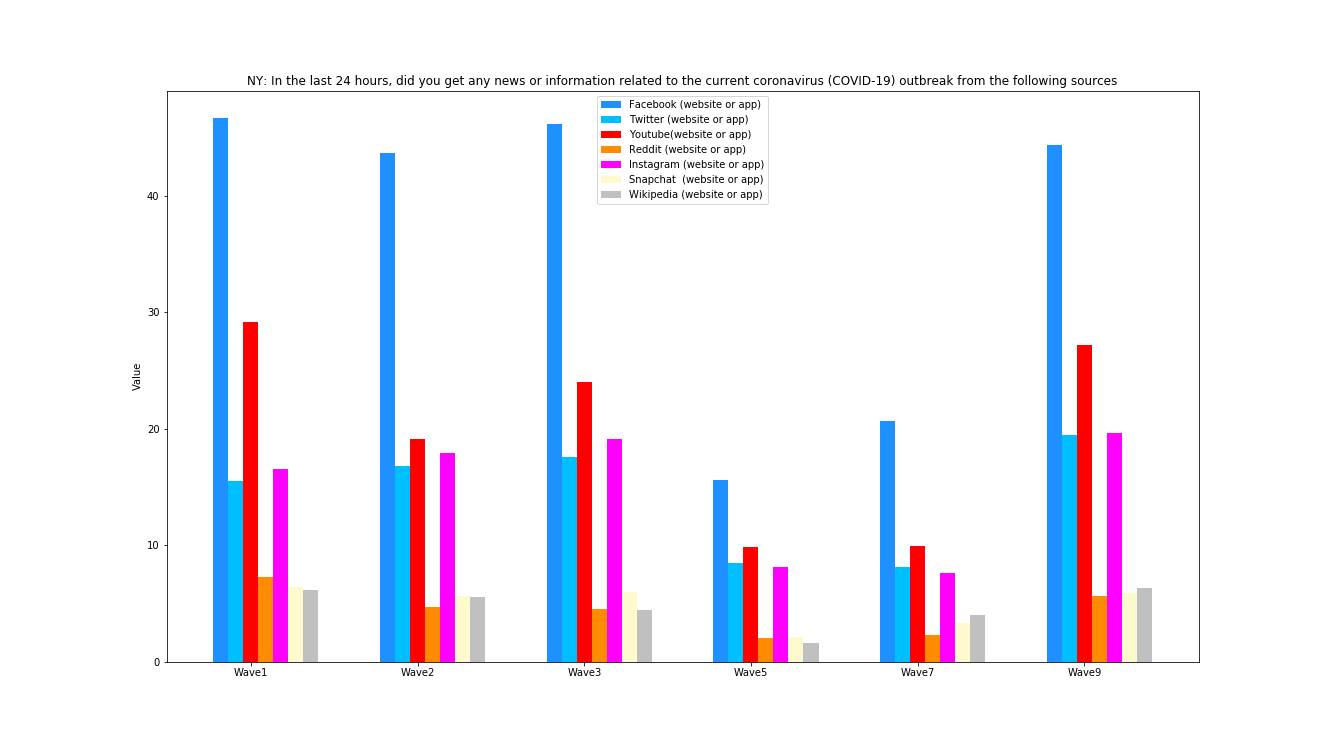 NY: In the last 24 hours, did you get any news or information related to the current coronavirus (COVID-19) outbreak from the following sources
Facebook (website or app)
Twitter (website or app)
Youtube(website or app)
Reddit (website or app)
Instagram (website or app)
Snapchat  (website or app)
Wikipedia (website or app)
Value
40
30
20
10
0
Wave1 Wave2 Wave3 Wave5 Wave7 Wave9